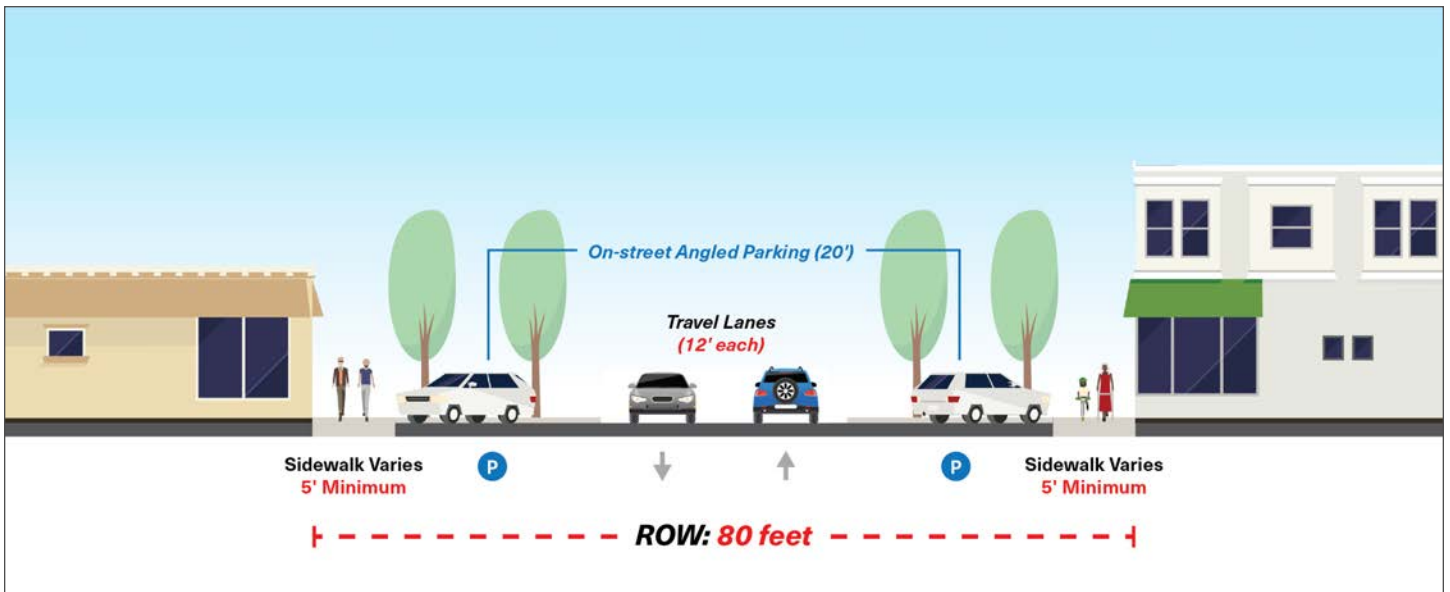 On-street Angled Parking (20')
Travel Lanes
(12' each)
Sidewalk Varies
5' Minimum
P
P
Sidewalk Varies
5' Minimum
ROW: 80 feet